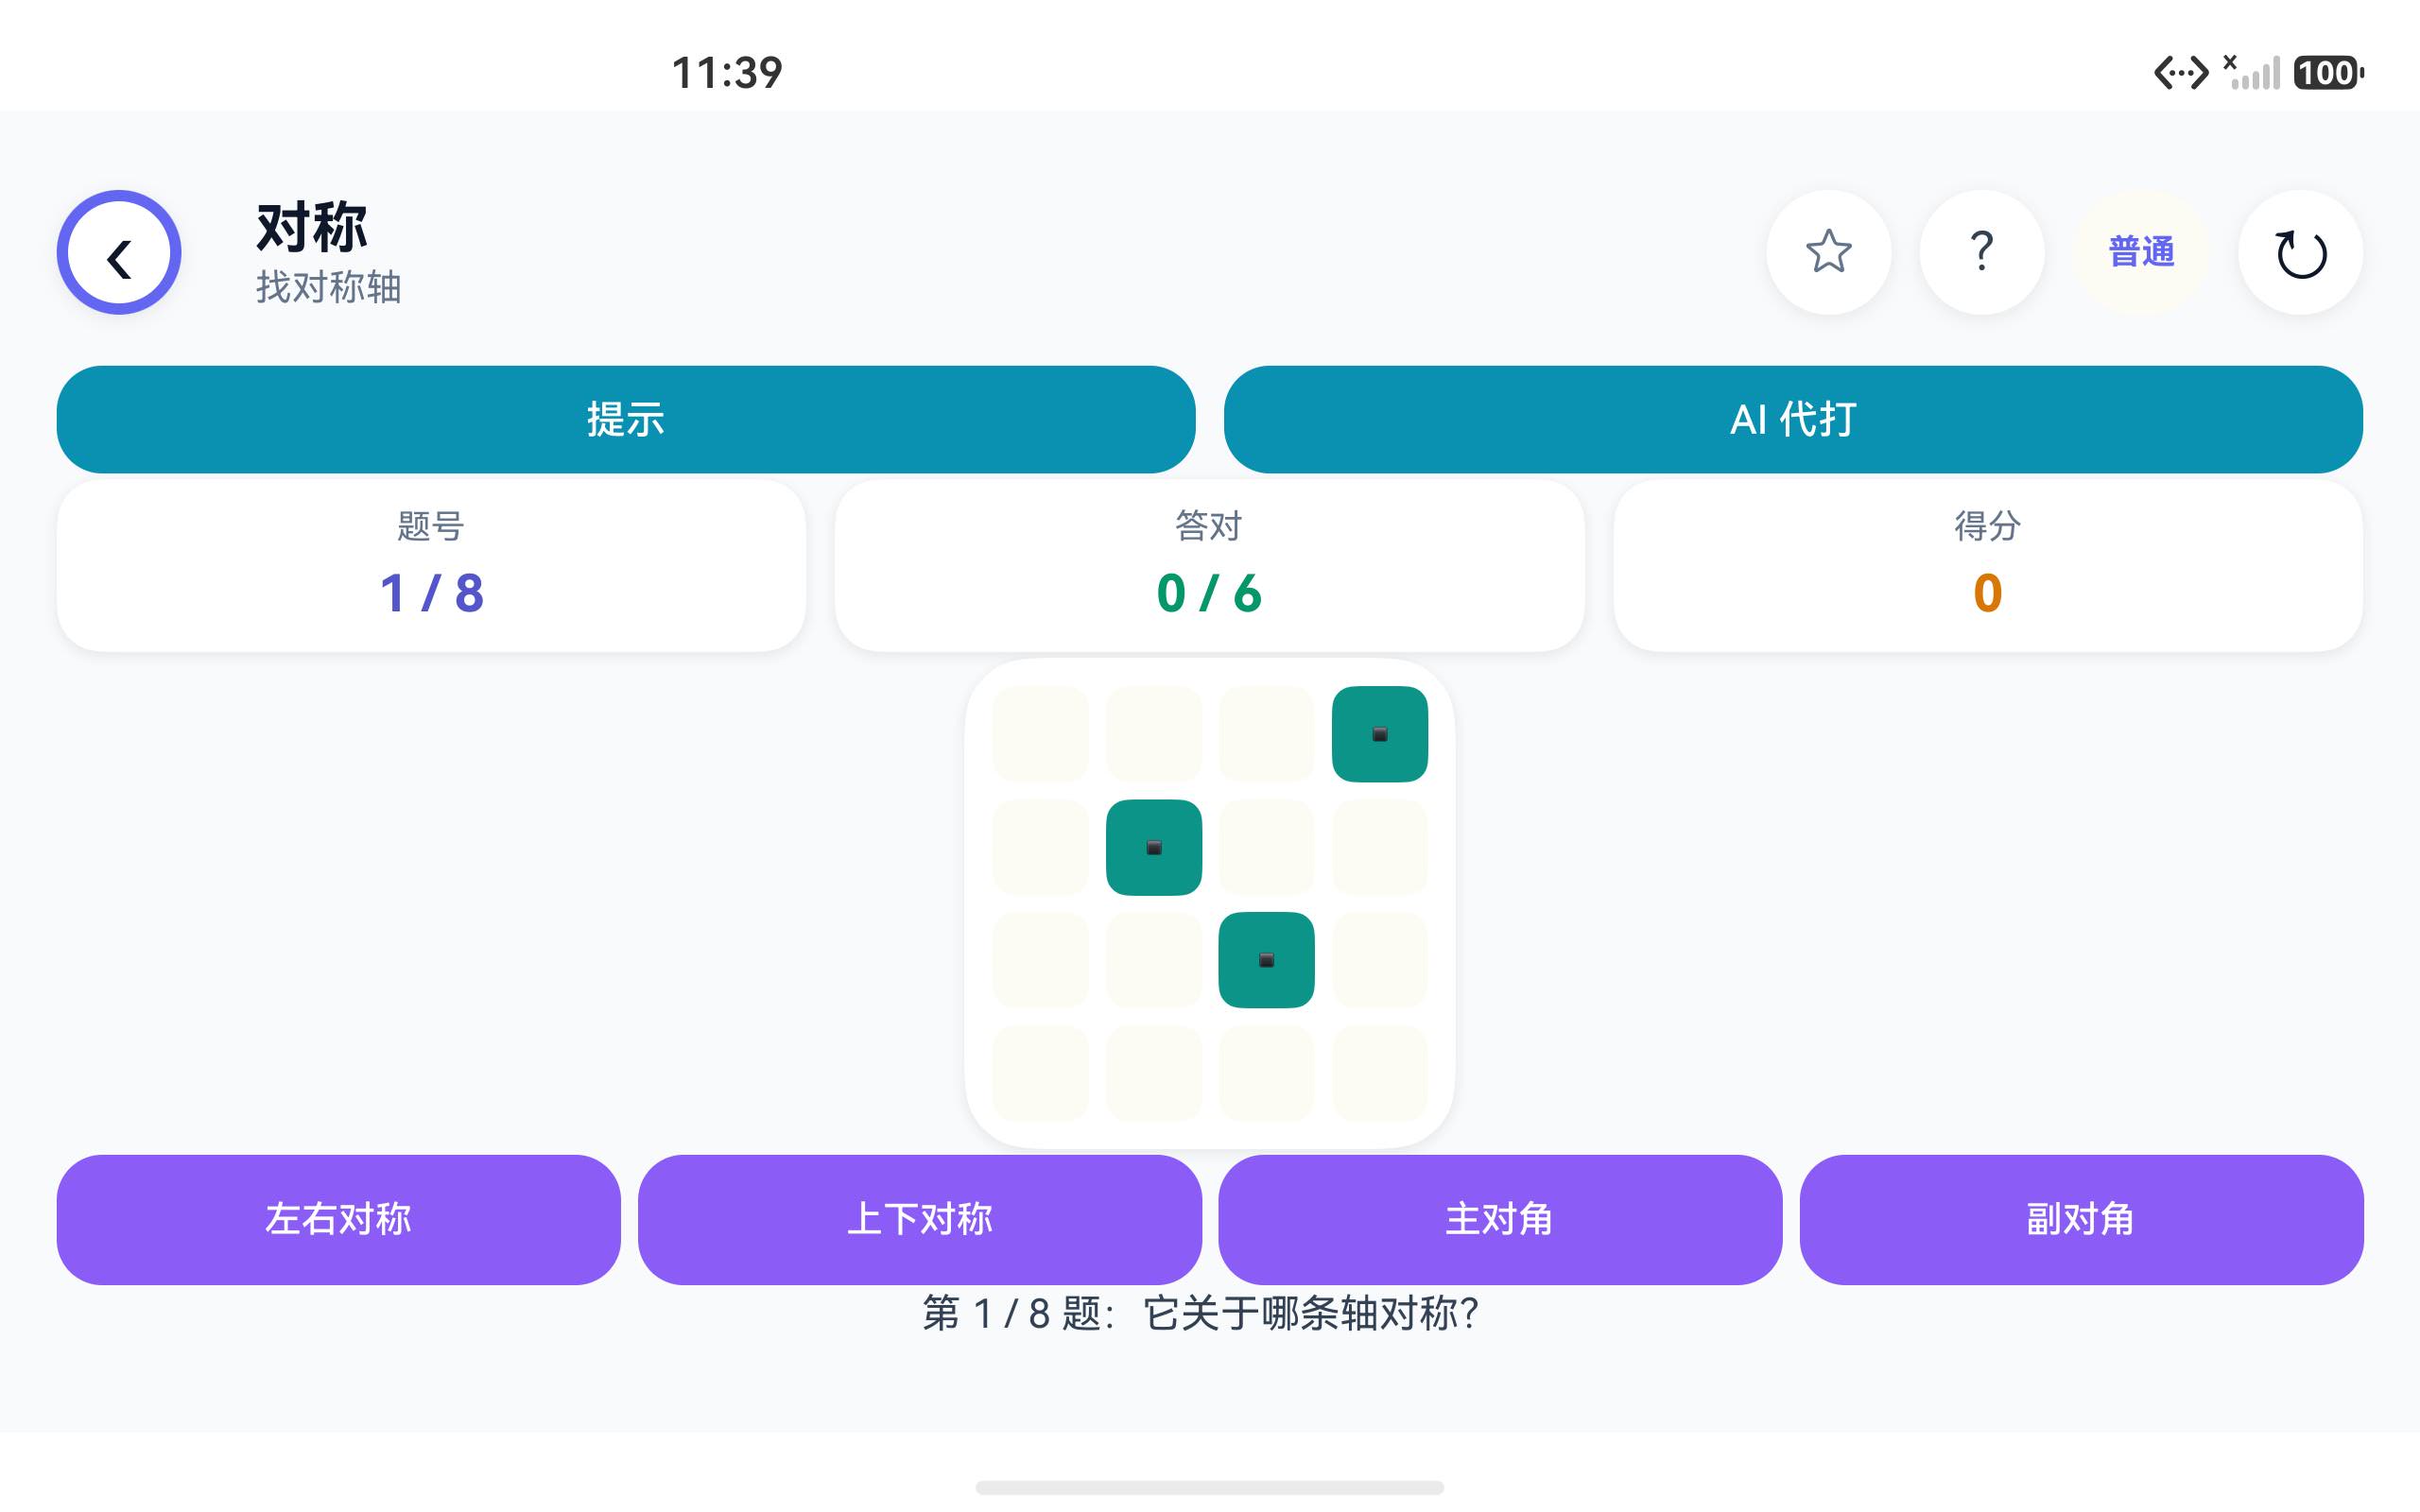 11:39
100
对称
找对称轴
?
普通
提示
AI 代打
题号
答对
得分
1 / 8
0 / 6
0
左右对称
上下对称
主对角
副对角
第 1 / 8 题：它关于哪条轴对称？